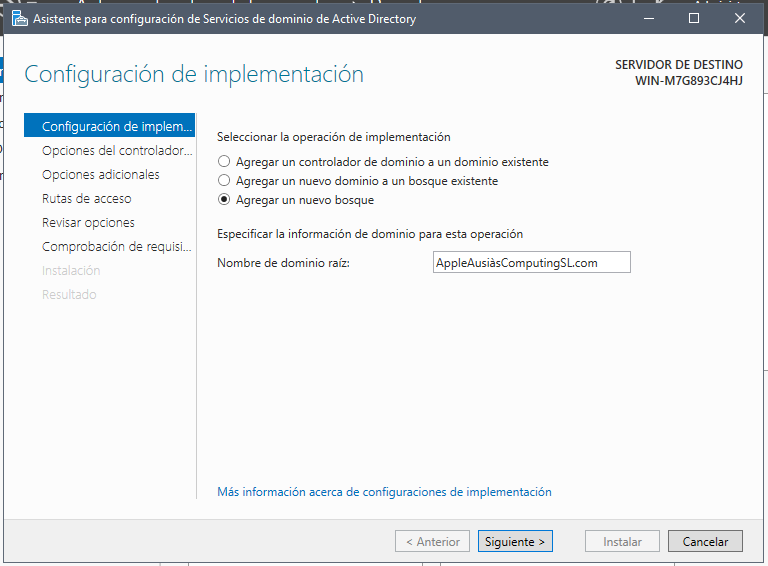 Asistente para configuración de Servicios de dominio de Active Directory
Configuración de implementación
SERVIDOR DE DESTINO
WIN-M7G893CJ4HJ
Configuración de implem...
Opciones del controlador...
Opciones adicionales
Rutas de acceso
Revisar opciones
Comprobación de requisi...
Instalación
Resultado
Seleccionar la operación de implementación
Agregar un controlador de dominio a un dominio existente
Agregar un nuevo dominio a un bosque existente
Agregar un nuevo bosque
Especificar la información de dominio para esta operación
Nombre de dominio raíz:
AppleAusiàsComputingSL.com
Más información acerca de configuraciones de implementación
< Anterior
Siguiente >
Instalar
Cancelar